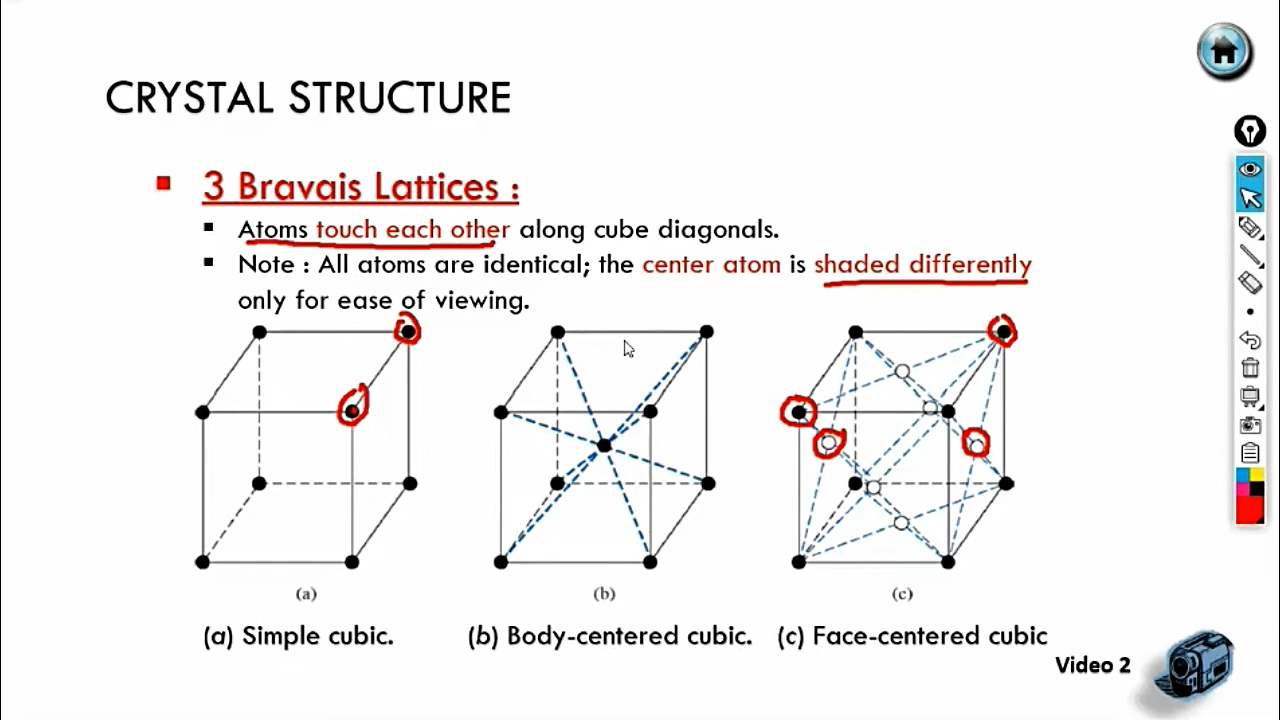 CRYSTAL STRUCTURE
3 Bravais Lattices :
Atoms touch each other along cube diagonals.
Note : All atoms are identical; the center atom is shaded differently
only for ease of viewing.
(a) (b) (c)
(a) Simple cubic. (b) Body-centered cubic. (c) Face-centered cubic
Video 2